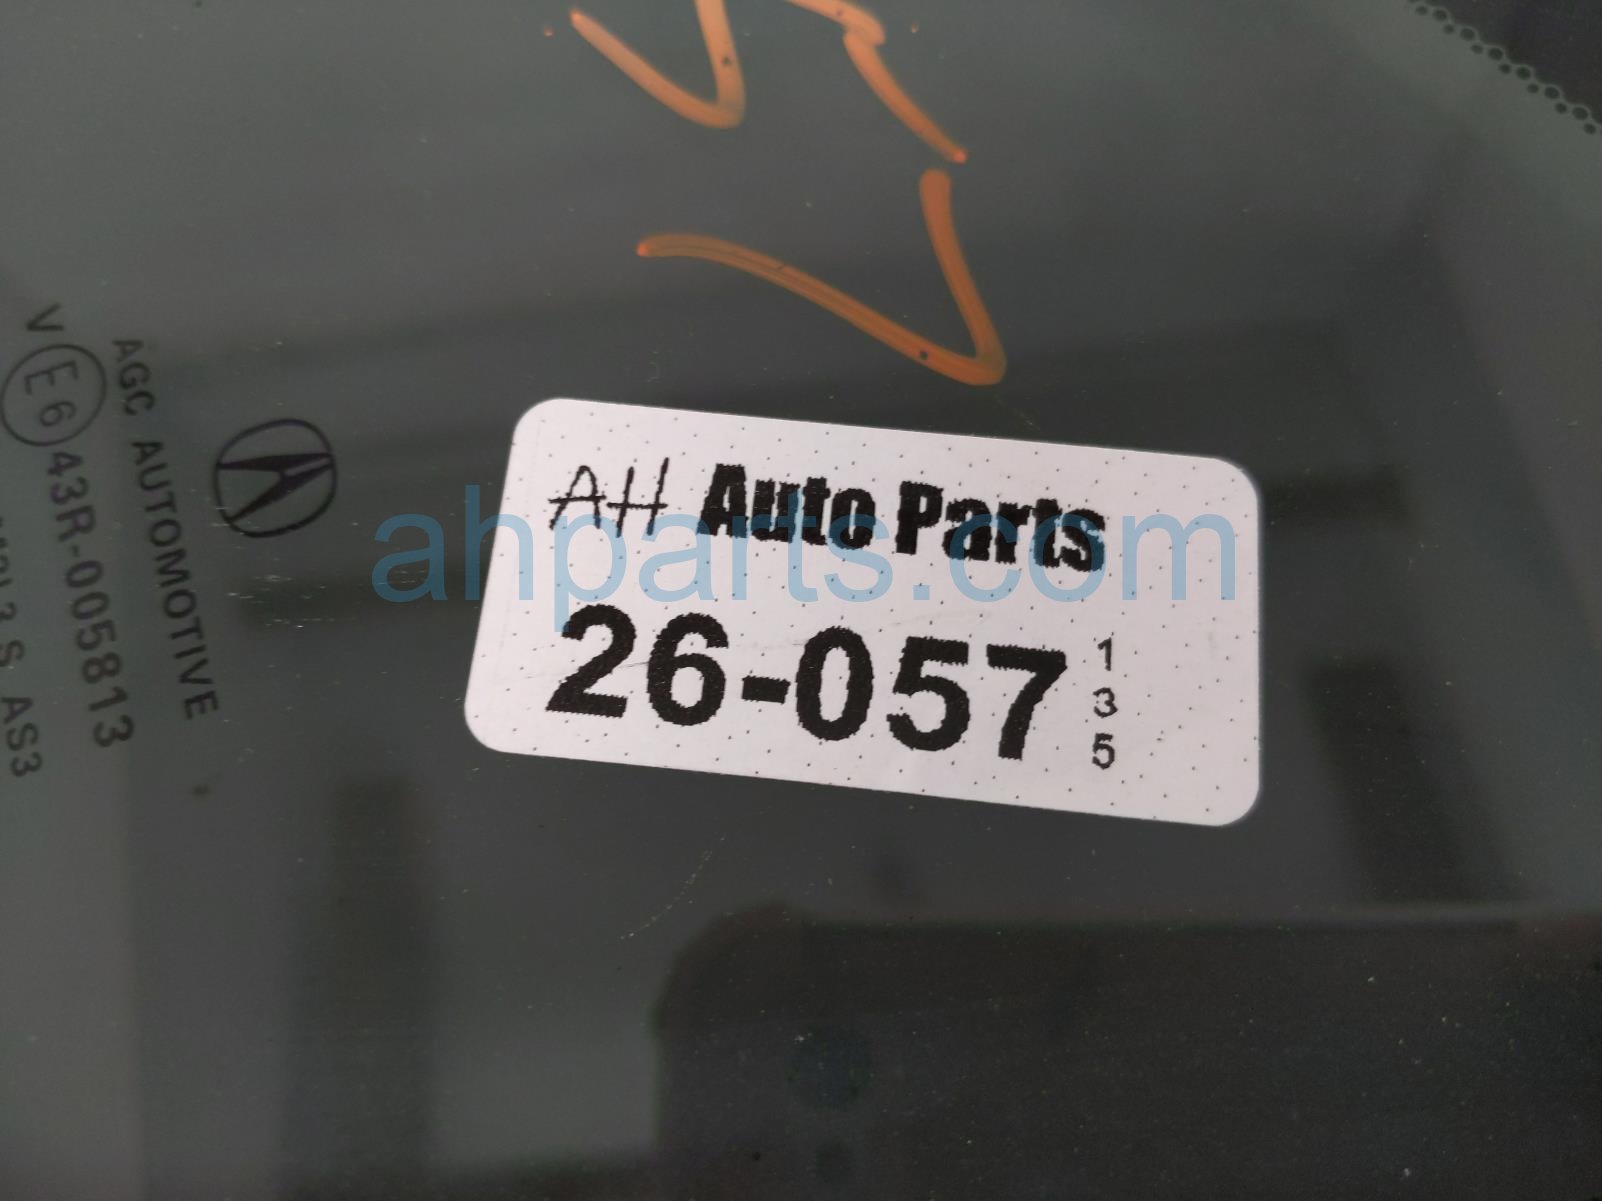 AH Auto Parts
26-057
1
3
5
ahparts.com
AGC AUTOMOTIVE
V E6 43R-005813
S AS3